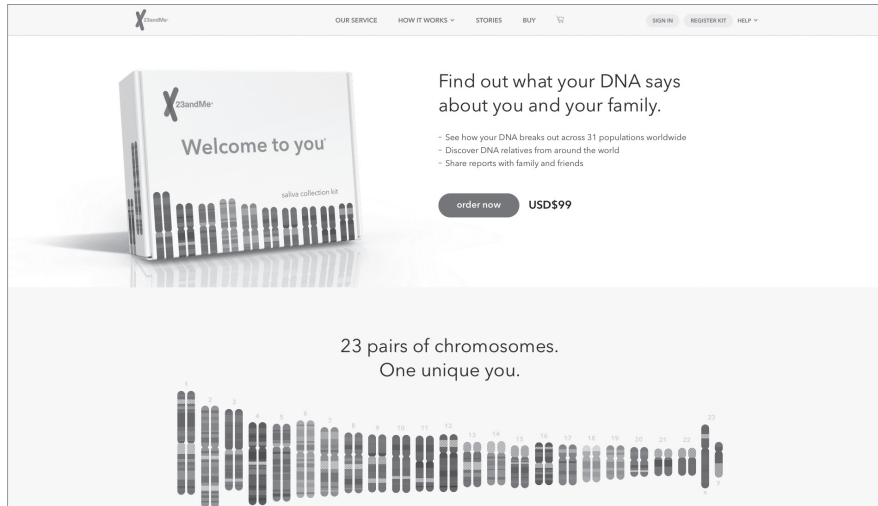 23andMe
OUR SERVICE HOW IT WORKS STORIES BUY SIGN IN REGISTER KIT HELP
23andMe
Welcome to you
saliva collection kit
Find out what your DNA says
about you and your family.
– See how your DNA breaks out across 31 populations worldwide
– Discover DNA relatives from around the world
– Share reports with family and friends
order now USD$99
23 pairs of chromosomes.
One unique you.
1 2 3 4 5 6 7 8 9 10 11 12 13 14 15 16 17 18 19 20 21 22 23